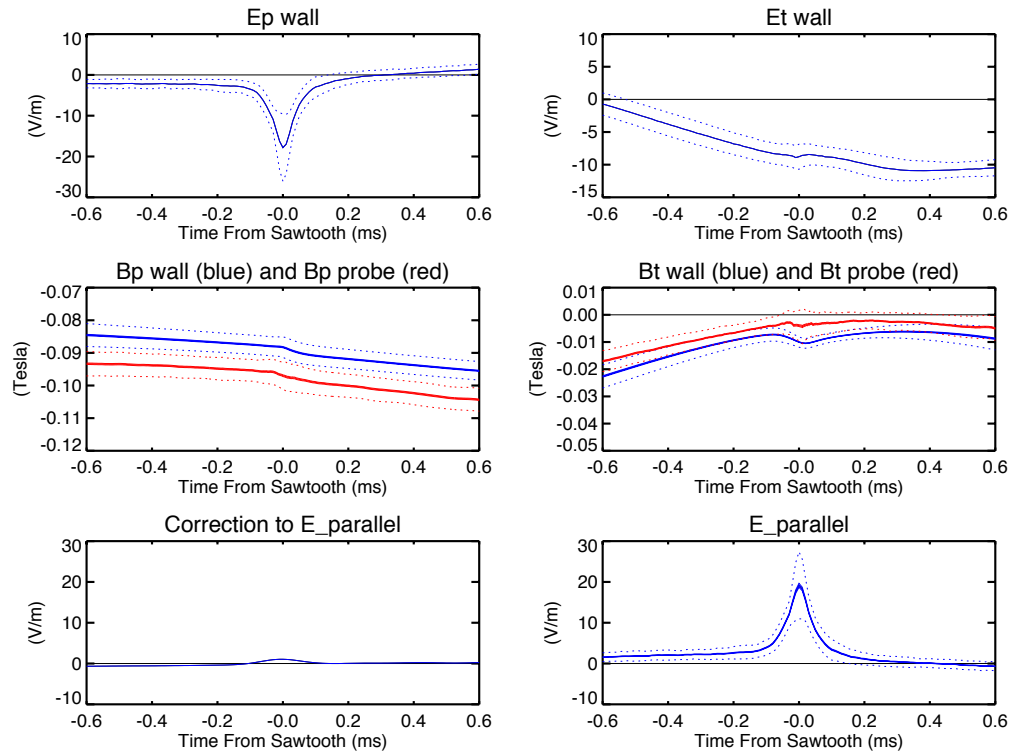 Ep wall
10
0
-10
-20
-30
(V/m)
-0.6 -0.4 -0.2 -0.0 0.2 0.4 0.6
Time From Sawtooth (ms)
Et wall
10
5
0
-5
-10
-15
(V/m)
-0.6 -0.4 -0.2 -0.0 0.2 0.4 0.6
Time From Sawtooth (ms)
Bp wall (blue) and Bp probe (red)
-0.07
-0.08
-0.09
-0.10
-0.11
-0.12
(Tesla)
-0.6 -0.4 -0.2 -0.0 0.2 0.4 0.6
Time From Sawtooth (ms)
Bt wall (blue) and Bt probe (red)
0.01
0.00
-0.01
-0.02
-0.03
-0.04
-0.05
(Tesla)
-0.6 -0.4 -0.2 -0.0 0.2 0.4 0.6
Time From Sawtooth (ms)
Correction to E_parallel
30
20
10
0
-10
(V/m)
-0.6 -0.4 -0.2 -0.0 0.2 0.4 0.6
Time From Sawtooth (ms)
E_parallel
30
20
10
0
-10
(V/m)
-0.6 -0.4 -0.2 -0.0 0.2 0.4 0.6
Time From Sawtooth (ms)